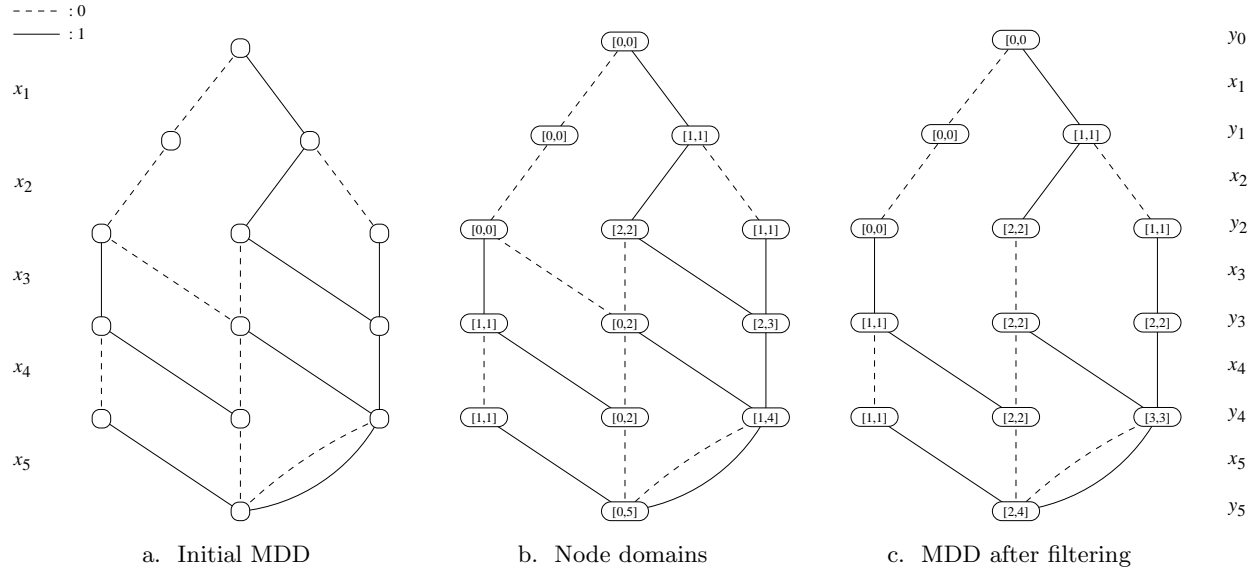 : 0
: 1
[0,0] [0,0 y0
x1 x1
[0,0] [1,1] [0,0] [1,1] y1
x2 x2
[0,0] [2,2] [1,1] [0,0] [2,2] [1,1] y2
x3 x3
[1,1] [0,2] [2,3] [1,1] [2,2] [2,2] y3
x4 x4
[1,1] [0,2] [1,4] [1,1] [2,2] [3,3] y4
x5 x5
[0,5] [2,4] y5
a. Initial MDD b. Node domains c. MDD after filtering